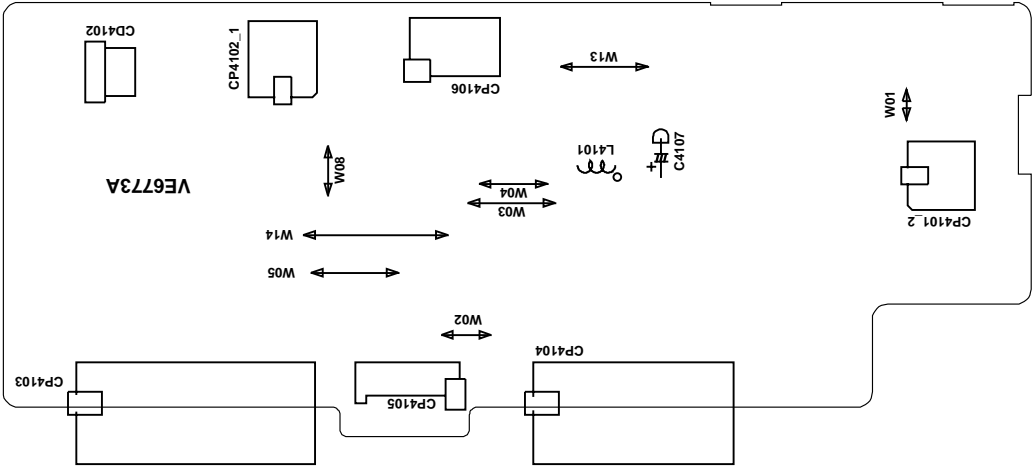 CD4102
CP4102_1
CP4106
W13
W01
L4101
C4107
W08
VE6773A
W04
W03
CP4101_2
W14
W05
W02
CP4104
CP4103
CP4105
+